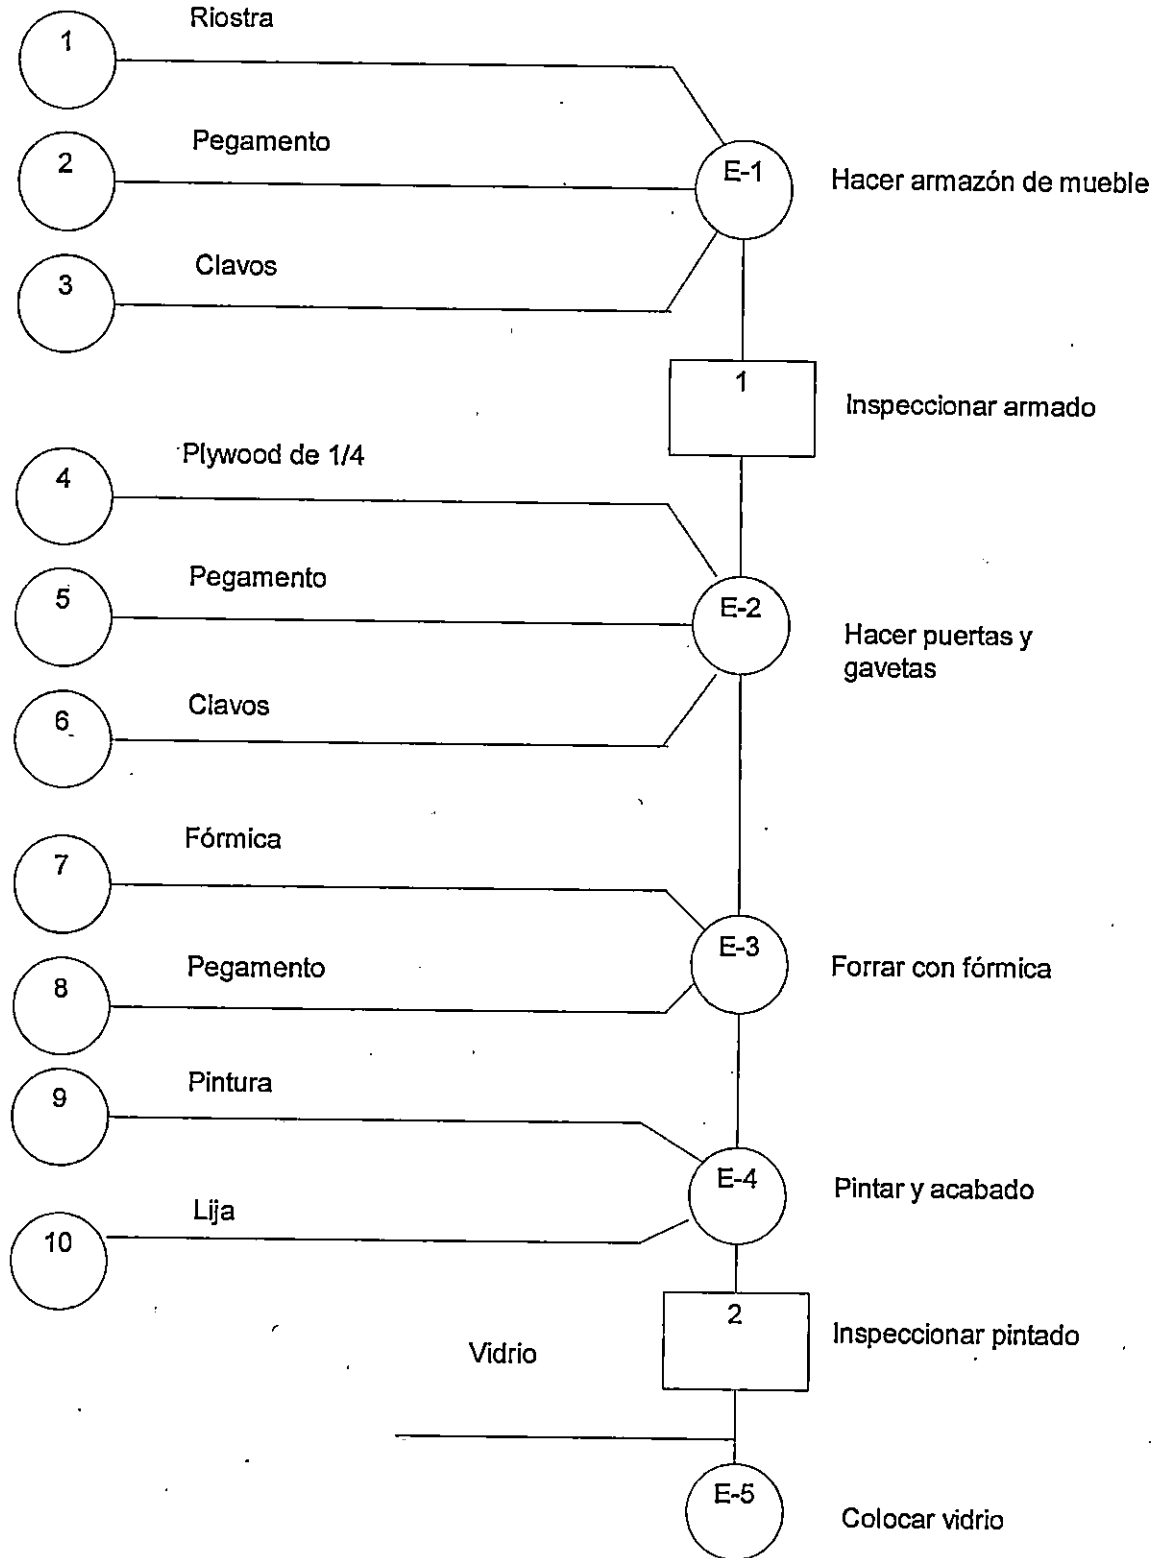 Riostra
1
Pegamento
2
E-1
Hacer armazón de mueble
Clavos
3
1
Inspeccionar armado
Plywood de 1/4
4
Pegamento
5
E-2
Hacer puertas y
gavetas
Clavos
6
Fórmica
7
E-3
Forrar con fórmica
Pegamento
8
Pintura
9
E-4
Pintar y acabado
Lija
10
2
Inspeccionar pintado
Vidrio
E-5
Colocar vidrio